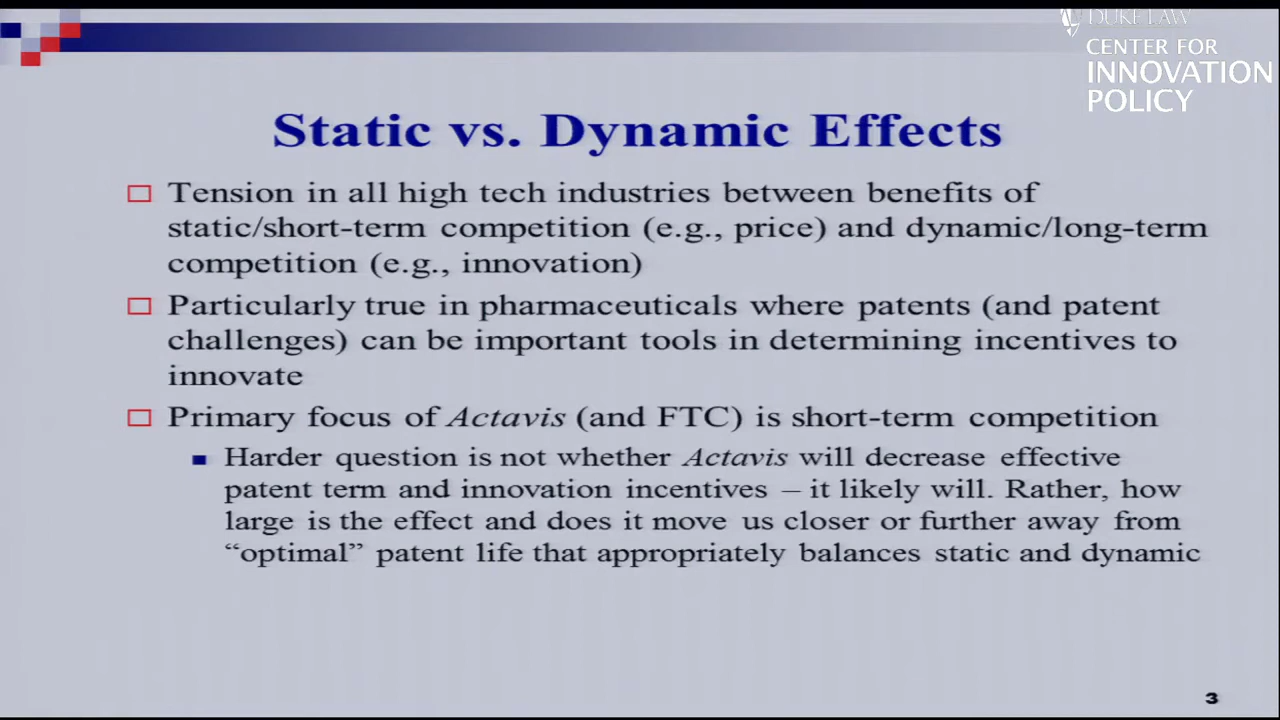 DUKE LAW
CENTER FOR
INNOVATION
POLICY
Static vs. Dynamic Effects
Tension in all high tech industries between benefits of
static/short-term competition (e.g., price) and dynamic/long-term
competition (e.g., innovation)
Particularly true in pharmaceuticals where patents (and patent
challenges) can be important tools in determining incentives to
innovate
Primary focus of Actavis (and FTC) is short-term competition
Harder question is not whether Actavis will decrease effective
patent term and innovation incentives – it likely will. Rather, how
large is the effect and does it move us closer or further away from
“optimal” patent life that appropriately balances static and dynamic
3